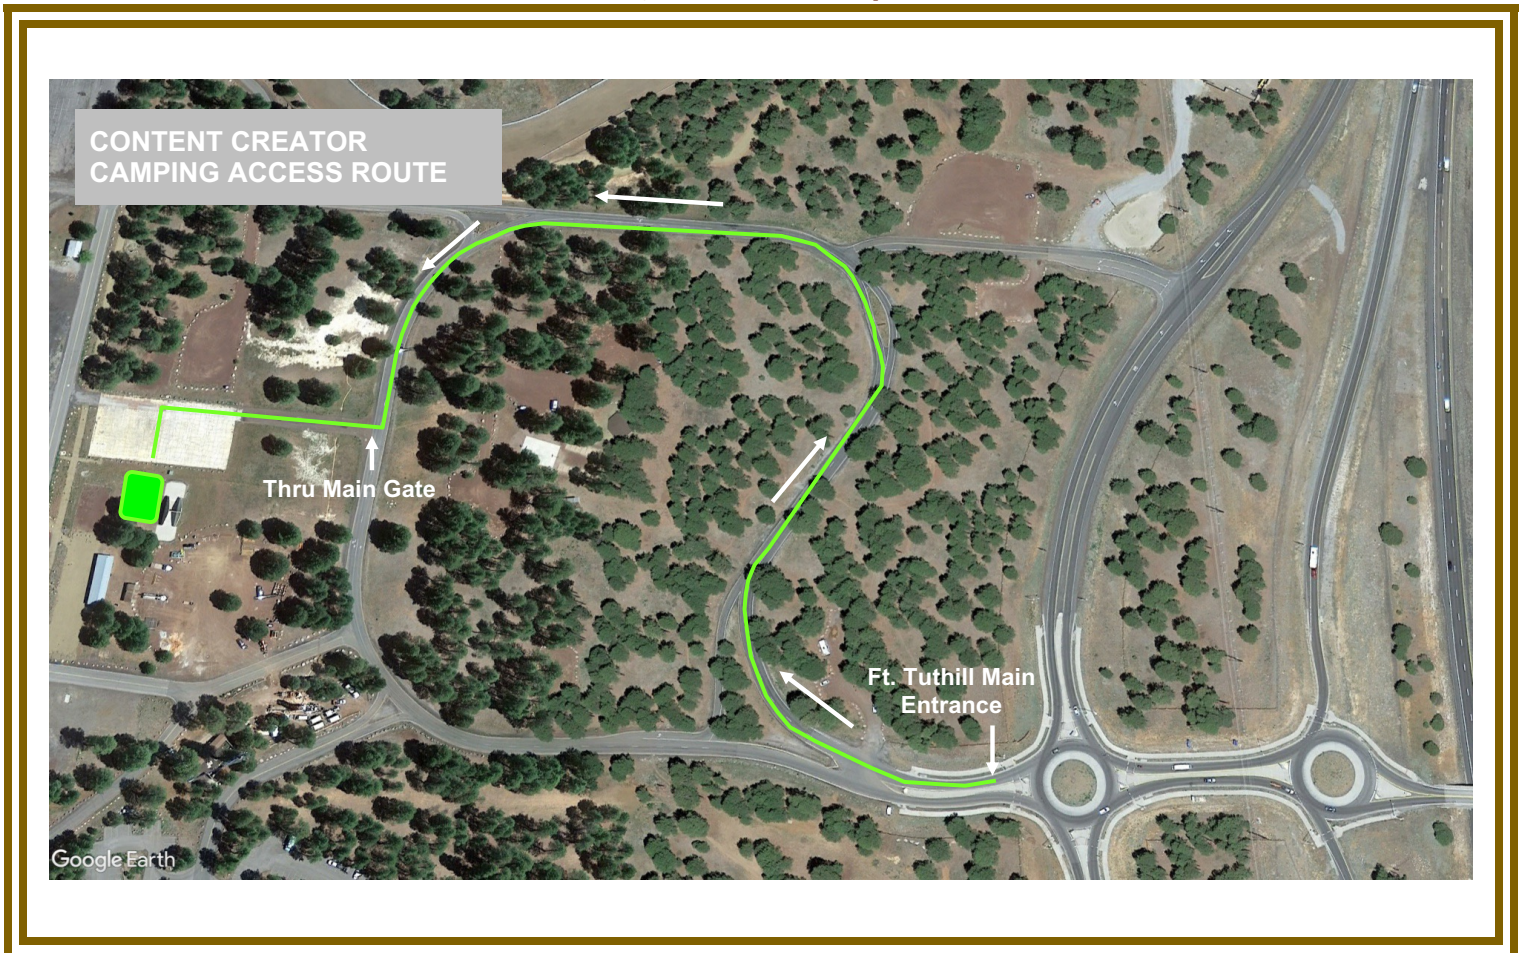 CONTENT CREATOR
CAMPING ACCESS ROUTE
Thru Main Gate
Ft. Tuthill Main
Entrance
Google Earth